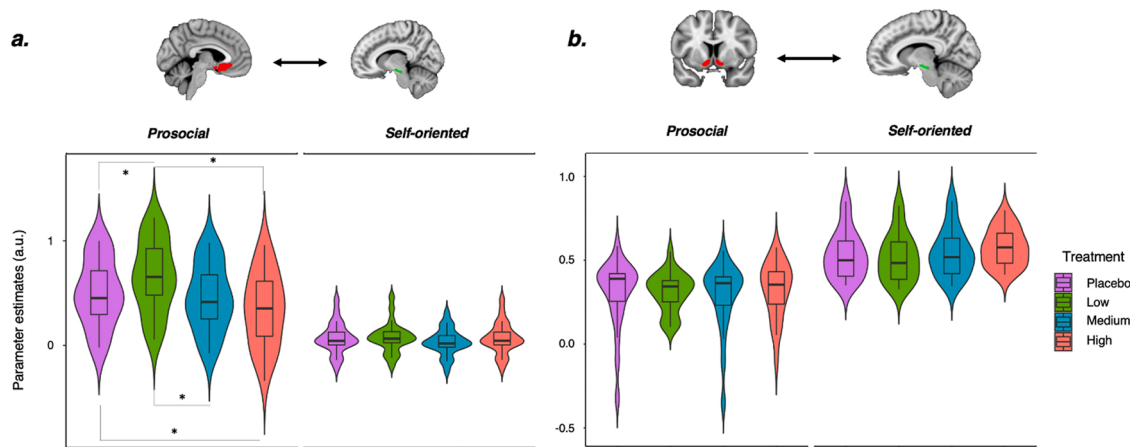 a.
Prosocial
Self-oriented
*
*
*
*
1
0
Parameter estimates (a.u.)
b.
Prosocial
Self-oriented
1.0
0.5
0.0
-0.5
Treatment
Placebo
Low
Medium
High